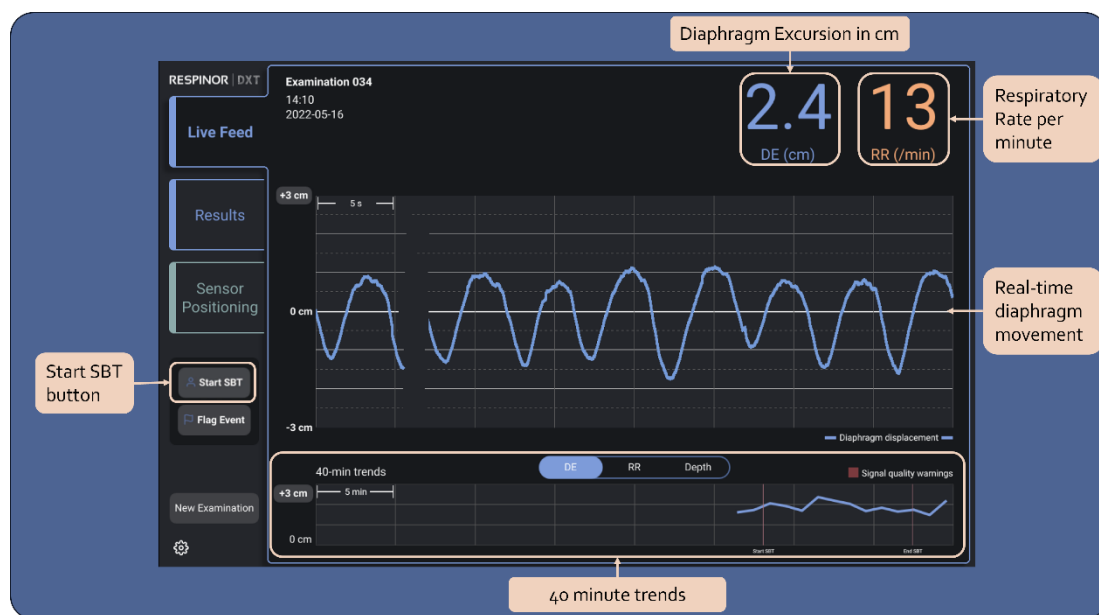 Diaphragm Excursion in cm
RESPINOR | DXT
Examination 034
14:10
2022-05-16
2.4
DE (cm)
13
RR (/min)
Respiratory
Rate per
minute
Live Feed
Results
Sensor
Positioning
+3 cm
5 s
0 cm
-3 cm
Real-time
diaphragm
movement
Start SBT
button
Start SBT
Flag Event
Diaphragm displacement
40-min trends
DE
RR
Depth
Signal quality warnings
+3 cm
5 min
0 cm
Start SBT
End SBT
New Examination
40 minute trends